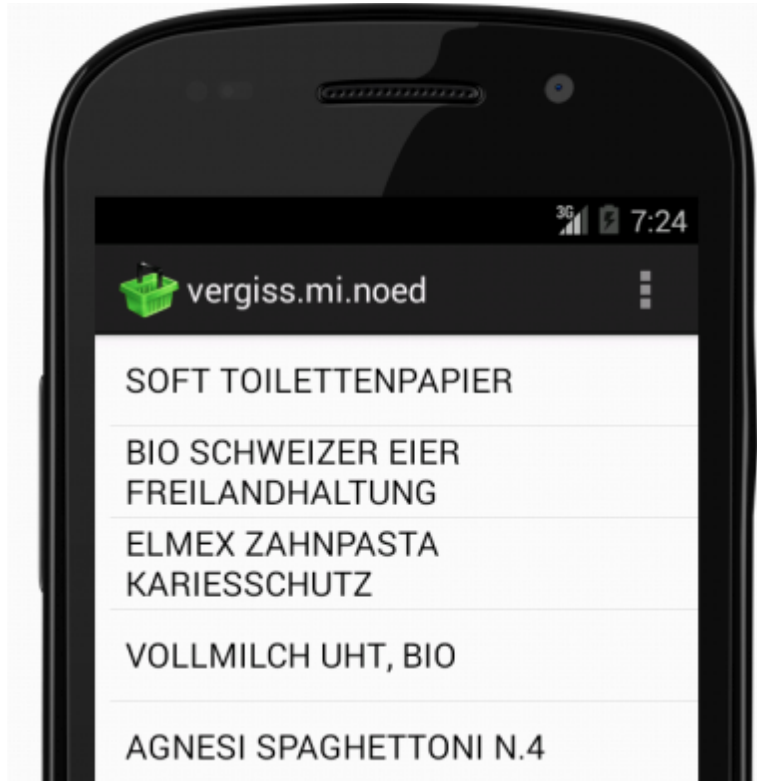 3G 7:24
vergiss.mi.noed
SOFT TOILETTENPAPIER
BIO SCHWEIZER EIER
FREILANDHALTUNG
ELMEX ZAHNPASTA
KARIESSCHUTZ
VOLLMILCH UHT, BIO
AGNESI SPAGHETTONI N.4